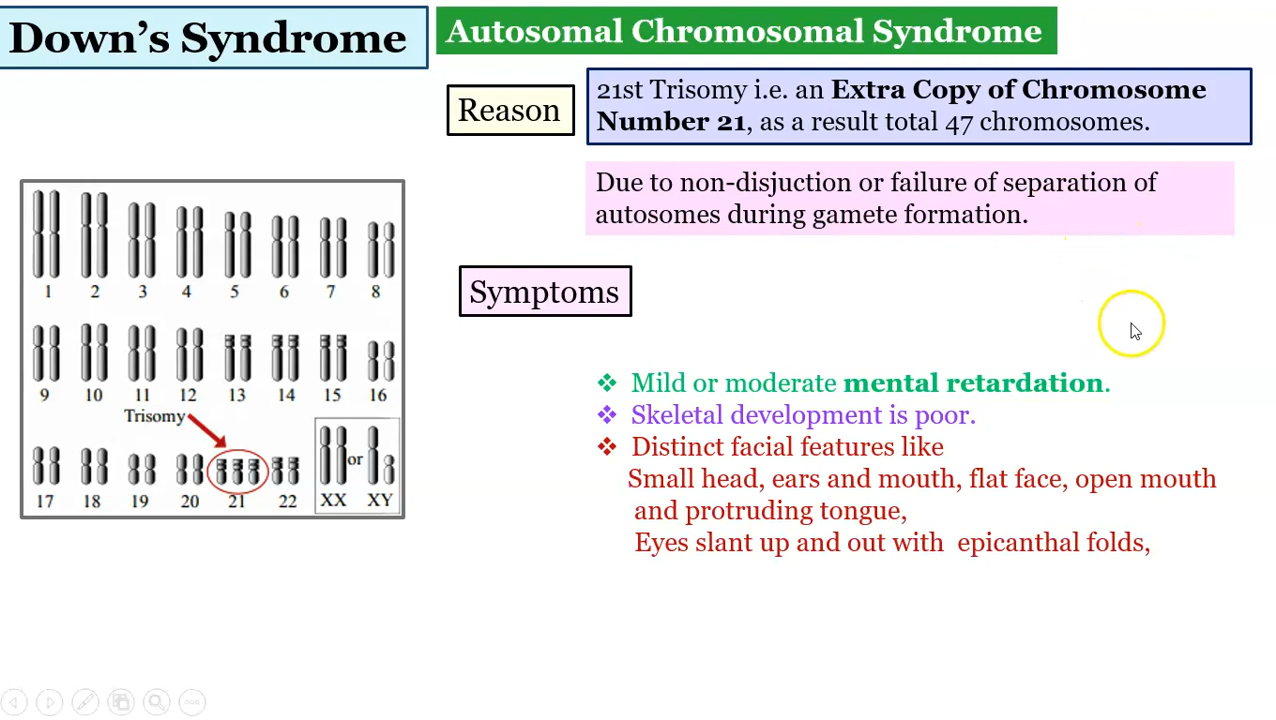 Down's Syndrome
Autosomal Chromosomal Syndrome
Reason
21st Trisomy i.e. an Extra Copy of Chromosome
Number 21, as a result total 47 chromosomes.
Due to non-disjuction or failure of separation of
autosomes during gamete formation.
Symptoms
❖ Mild or moderate mental retardation.
❖ Skeletal development is poor.
❖ Distinct facial features like
Small head, ears and mouth, flat face, open mouth
and protruding tongue,
Eyes slant up and out with epicanthal folds,
1 2 3 4 5 6 7 8
9 10 11 12 13 14 15 16
Trisomy
or
17 18 19 20 21 22 XX XY